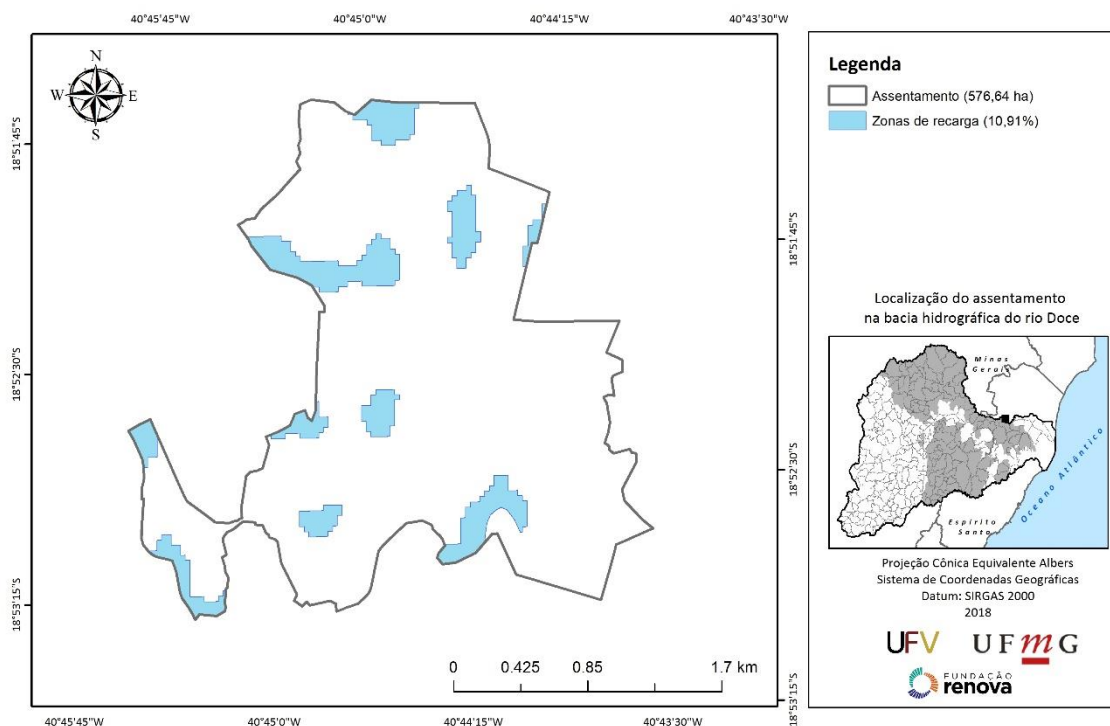 40°45'45"W
40°45'0"W
40°44'15"W
40°43'30"W
N
W
E
S
18°51'45"S
18°52'30"S
18°53'15"S
18°51'45"S
18°52'30"S
18°53'15"S
0 0.425 0.85 1.7 km
40°45'45"W
40°45'0"W
40°44'15"W
40°43'30"W
Legenda
Assentamento (576,64 ha)
Zonas de recarga (10,91%)
Localização do assentamento
na bacia hidrográfica do rio Doce
Minas
Gerais
Oceano Atlântico
Espírito
Santo
Projeção Cônica Equivalente Albers
Sistema de Coordenadas Geográficas
Datum: SIRGAS 2000
2018
UFV
UFmG
FUNDAÇÃO
renova